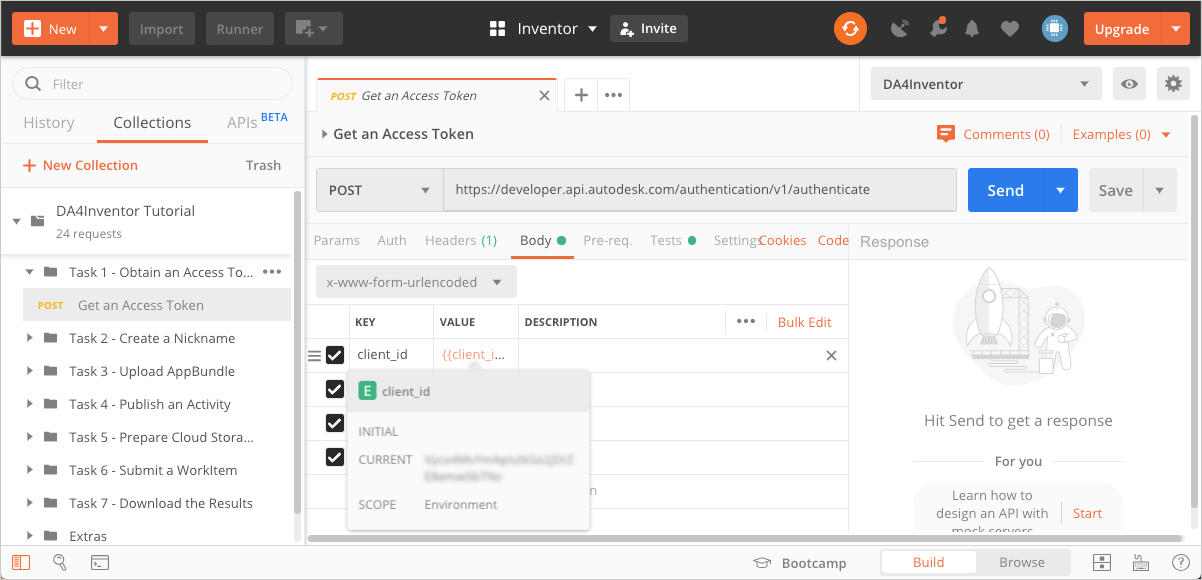 New Import Runner Inventor Invite Upgrade
Filter
History Collections APIs BETA
New Collection Trash
DA4Inventor Tutorial
24 requests
Task 1 - Obtain an Access To... •••
POST Get an Access Token
Task 2 - Create a Nickname
Task 3 - Upload AppBundle
Task 4 - Publish an Activity
Task 5 - Prepare Cloud Stora...
Task 6 - Submit a WorkItem
Task 7 - Download the Results
Extras
POST Get an Access Token
DA4Inventor
Get an Access Token
Comments (0) Examples (0)
POST https://developer.api.autodesk.com/authentication/v1/authenticate Send Save
Params Auth Headers (1) Body Pre-req. Tests Settings Cookies Code
x-www-form-urlencoded
KEY VALUE DESCRIPTION ••• Bulk Edit
client_id {{client_i...
E client_id
INITIAL
CURRENT
SCOPE Environment
n
Response
Hit Send to get a response
For you
Learn how to
design an API with
mock servers
Start
Bootcamp Build Browse